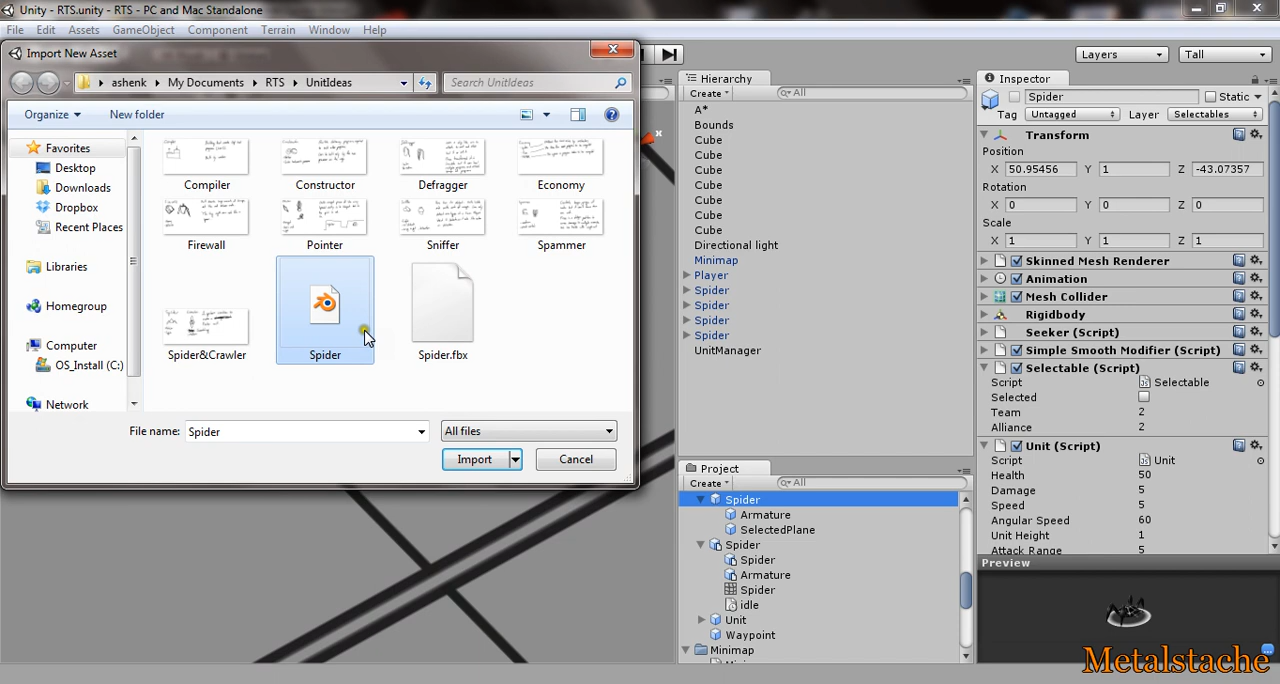 Unity - RTS.unity - RTS - PC and Mac Standalone
File Edit Assets GameObject Component Terrain Window Help
Import New Asset
ashenk My Documents RTS UnitIdeas
Search UnitIdeas
Organize New folder
Favorites
Desktop
Downloads
Dropbox
Recent Places
Libraries
Homegroup
Computer
OS_Install (C:)
Network
Compiler Constructor Defragger Economy
Firewall Pointer Sniffer Spammer
Spider&Crawler Spider Spider.fbx
File name: Spider All files
Import Cancel
Layers Tall
Hierarchy
Create All
A*
Bounds
Cube
Cube
Cube
Cube
Cube
Cube
Cube
Directional light
Minimap
Player
Spider
Spider
Spider
Spider
UnitManager
Project
Create All
Spider
Armature
SelectedPlane
Spider
Spider
Armature
Spider
idle
Unit
Waypoint
Minimap
Inspector
Spider Static
Tag Untagged Layer Selectables
Transform
Position
X 50.95456 Y 1 Z -43.07357
Rotation
X 0 Y 0 Z 0
Scale
X 1 Y 1 Z 1
Skinned Mesh Renderer
Animation
Mesh Collider
Rigidbody
Seeker (Script)
Simple Smooth Modifier (Script)
Selectable (Script)
Script Selectable
Selected
Team 2
Alliance 2
Unit (Script)
Script Unit
Health 50
Damage 5
Speed 5
Angular Speed 60
Unit Height 1
Attack Range 5
Preview
Metalstache